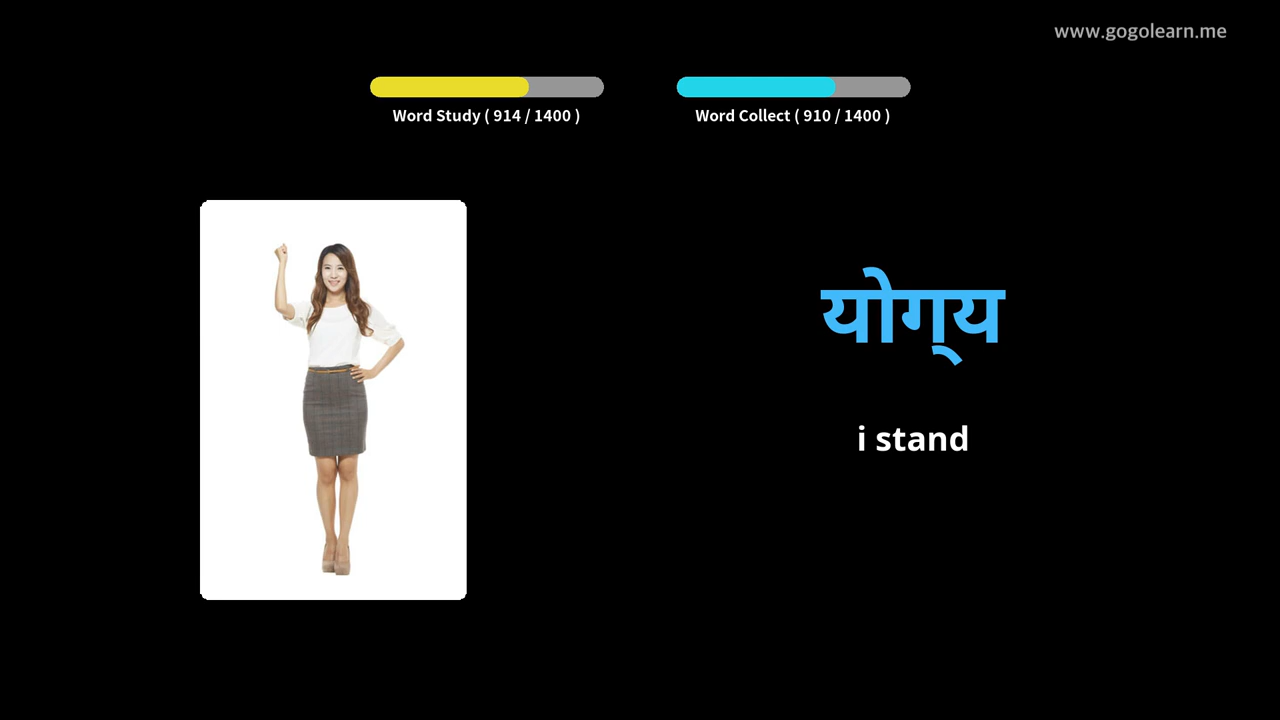 www.gogolearn.me
Word Study ( 914 / 1400 )
Word Collect ( 910 / 1400 )
योग्‌य
i stand